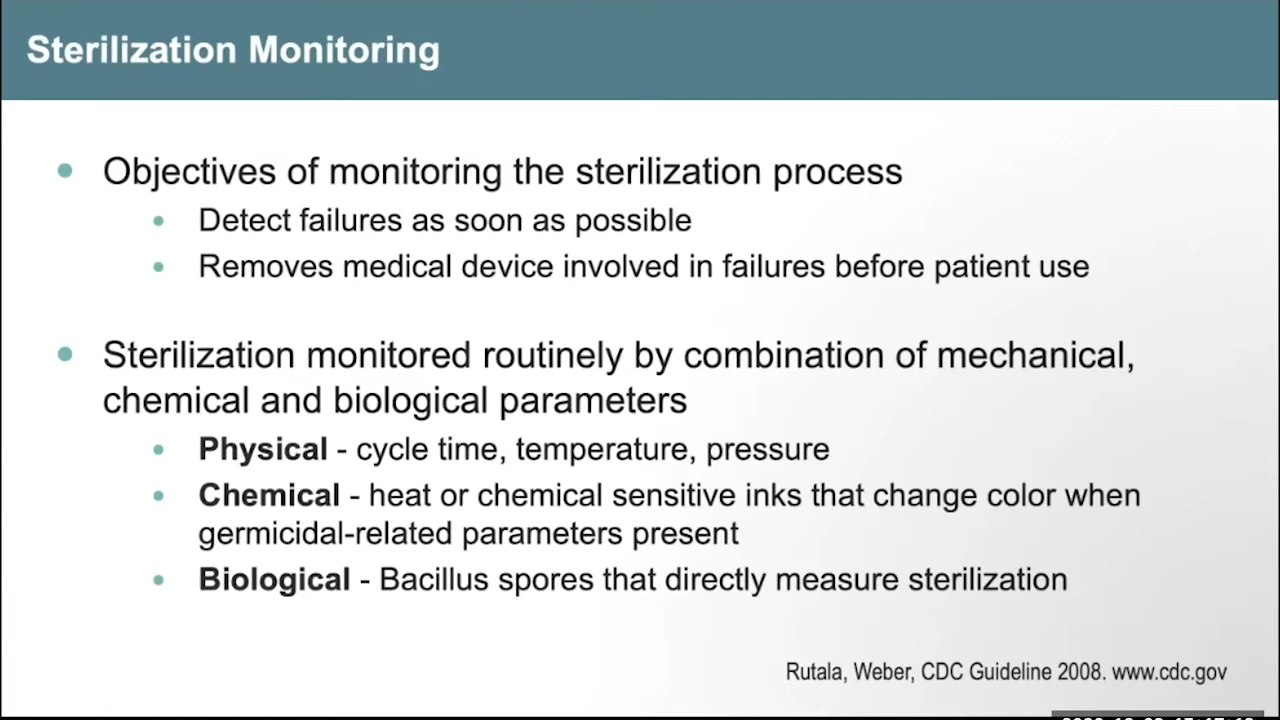 Sterilization Monitoring
Objectives of monitoring the sterilization process
Detect failures as soon as possible
Removes medical device involved in failures before patient use
Sterilization monitored routinely by combination of mechanical,
chemical and biological parameters
Physical - cycle time, temperature, pressure
Chemical - heat or chemical sensitive inks that change color when
germicidal-related parameters present
Biological - Bacillus spores that directly measure sterilization
Rutala, Weber, CDC Guideline 2008. www.cdc.gov